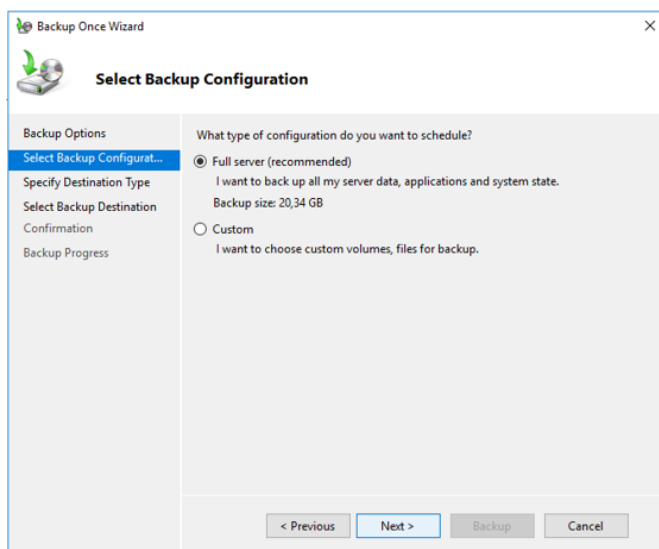 Backup Once Wizard
Select Backup Configuration
Backup Options
Select Backup Configurat...
Specify Destination Type
Select Backup Destination
Confirmation
Backup Progress
What type of configuration do you want to schedule?
Full server (recommended)
I want to back up all my server data, applications and system state.
Backup size: 20,34 GB
Custom
I want to choose custom volumes, files for backup.
< Previous
Next >
Backup
Cancel